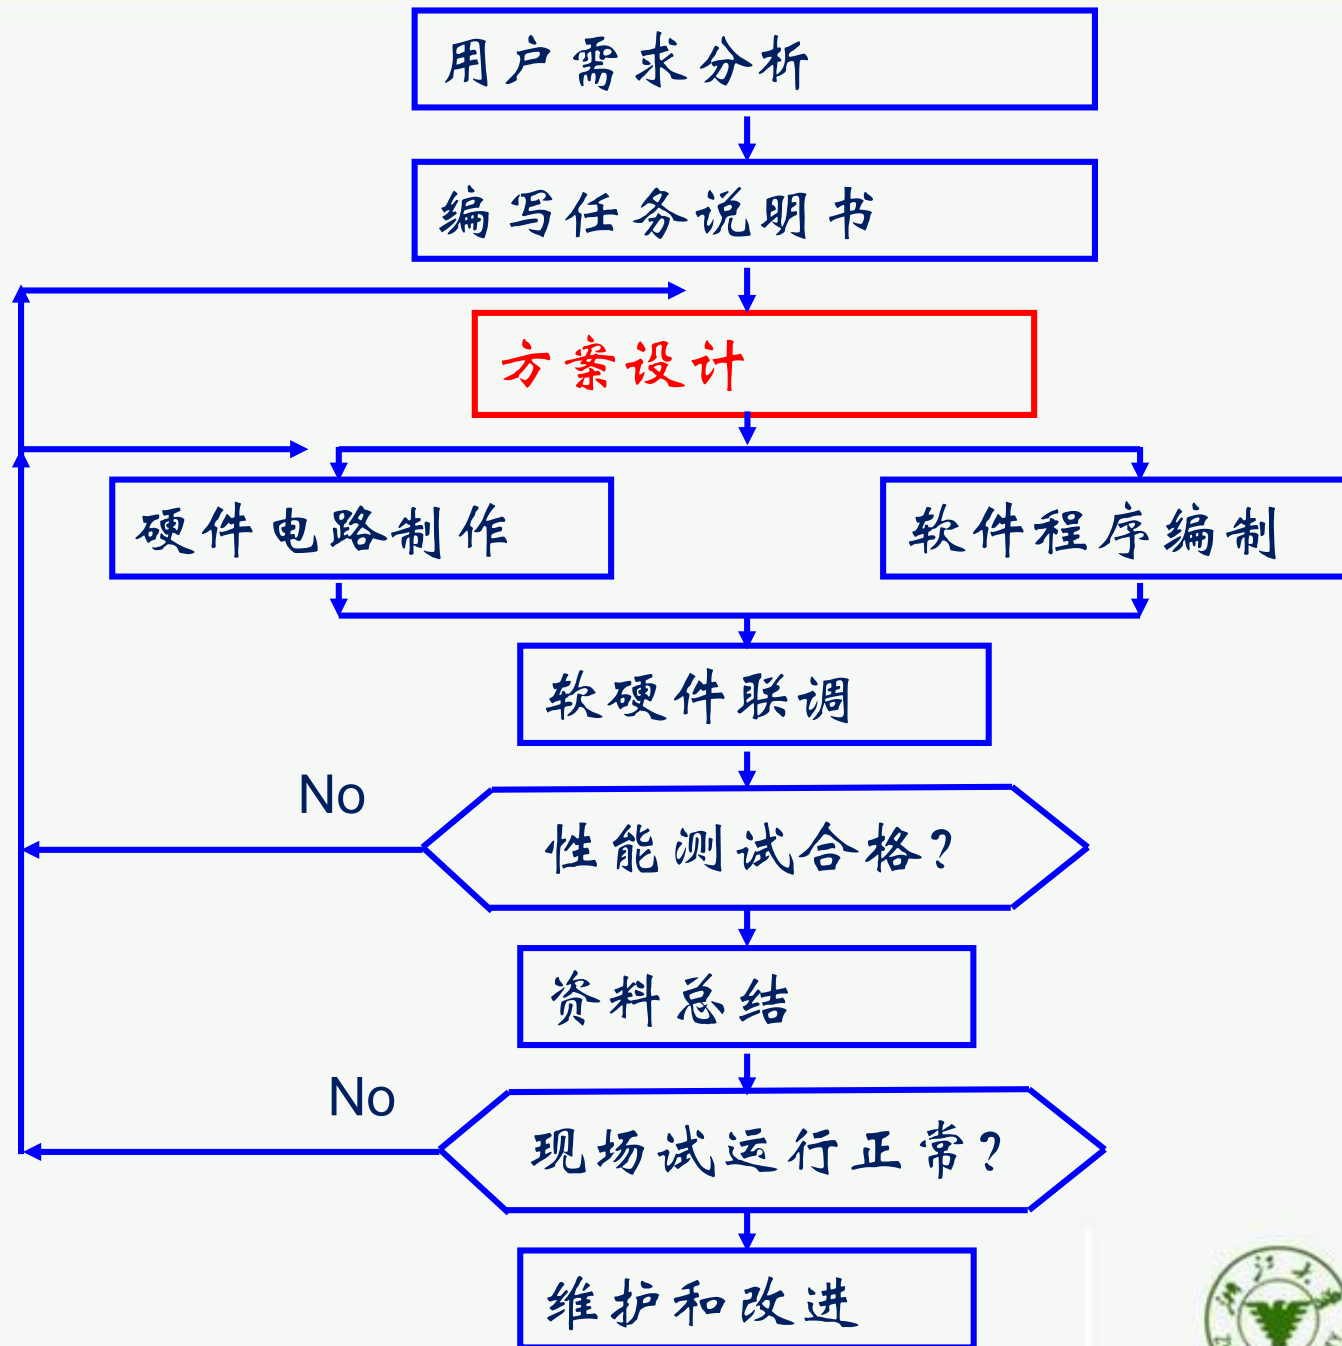 用户需求分析
编写任务说明书
方案设计
硬件电路制作
软件程序编制
软硬件联调
No
性能测试合格?
资料总结
No
现场试运行正常?
维护和改进